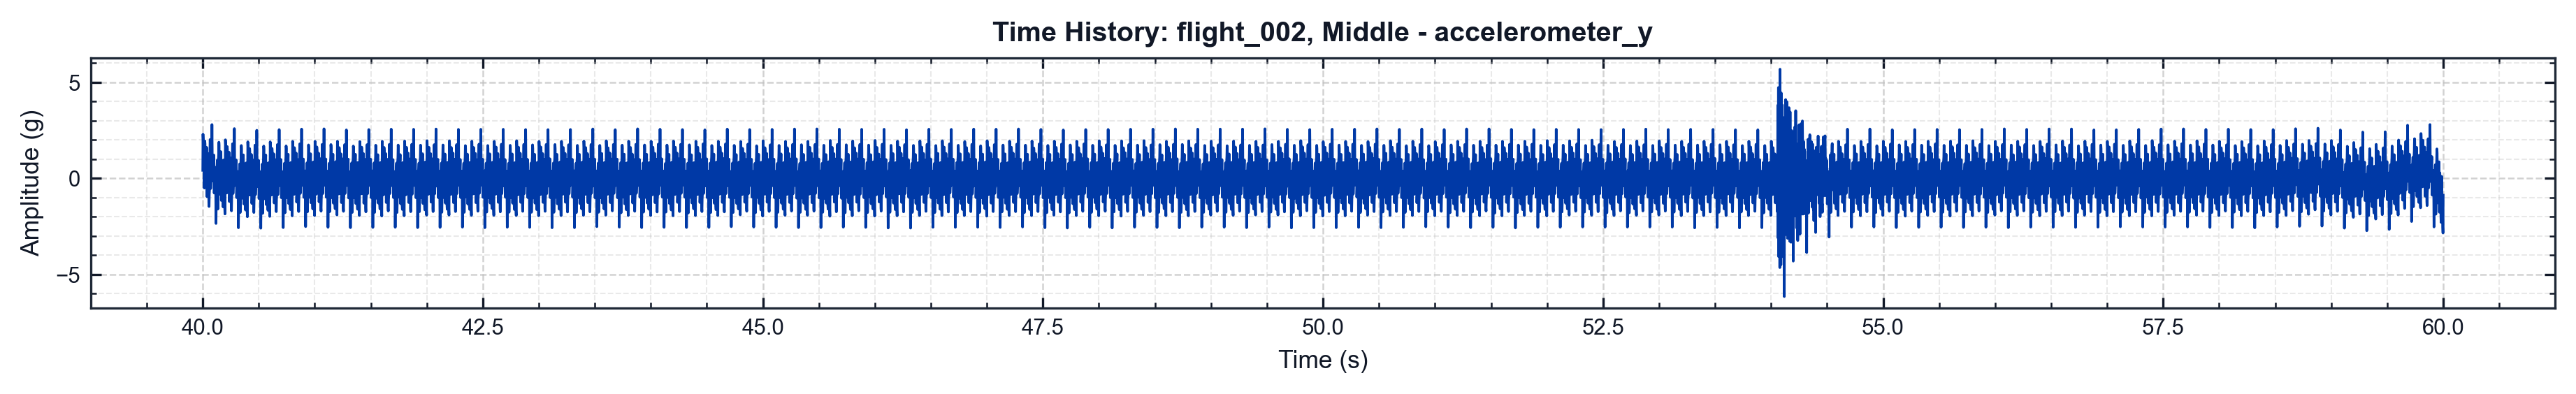 Time History: flight_002, Middle - accelerometer_y
Amplitude (g)
5
0
−5
40.0 42.5 45.0 47.5 50.0 52.5 55.0 57.5 60.0
Time (s)